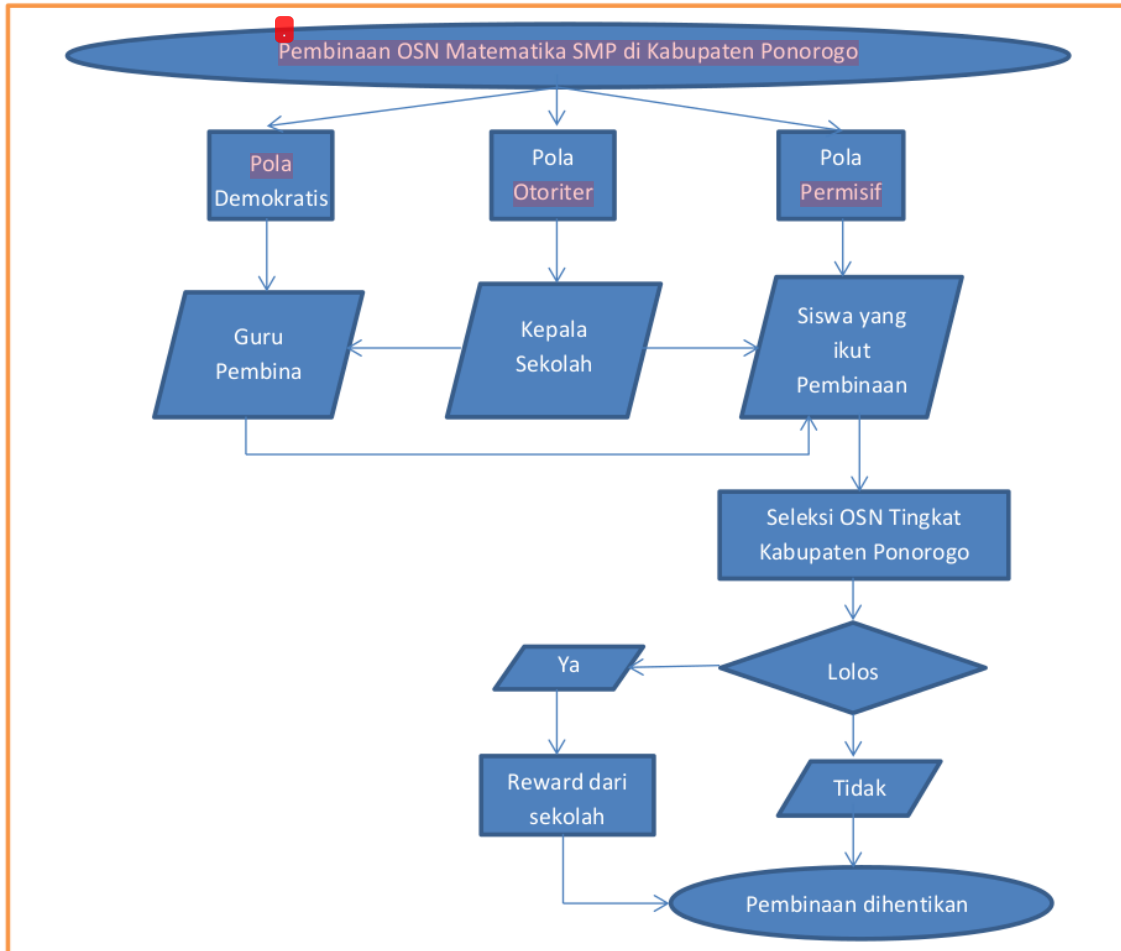 Pembinaan OSN Matematika SMP di Kabupaten Ponorogo
Pola
Demokratis
Pola
Otoriter
Pola
Permisif
Guru
Pembina
Kepala
Sekolah
Siswa yang
ikut
Pembinaan
Seleksi OSN Tingkat
Kabupaten Ponorogo
Lolos
Ya
Reward dari
sekolah
Tidak
Pembinaan dihentikan